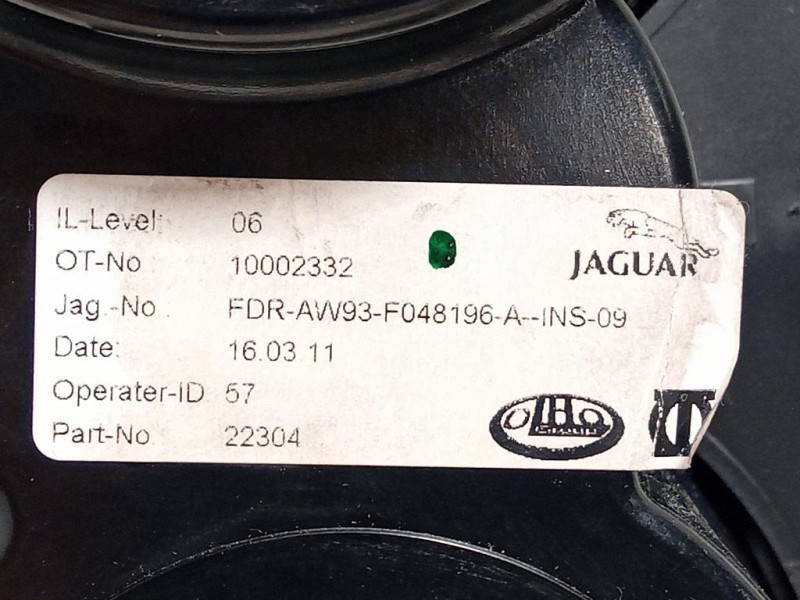 IL-Level: 06
OT-No : 10002332
Jag.-No.: FDR-AW93-F048196-A--INS-09
Date: 16.03.11
Operater-ID 57
Part-No 22304
JAGUAR